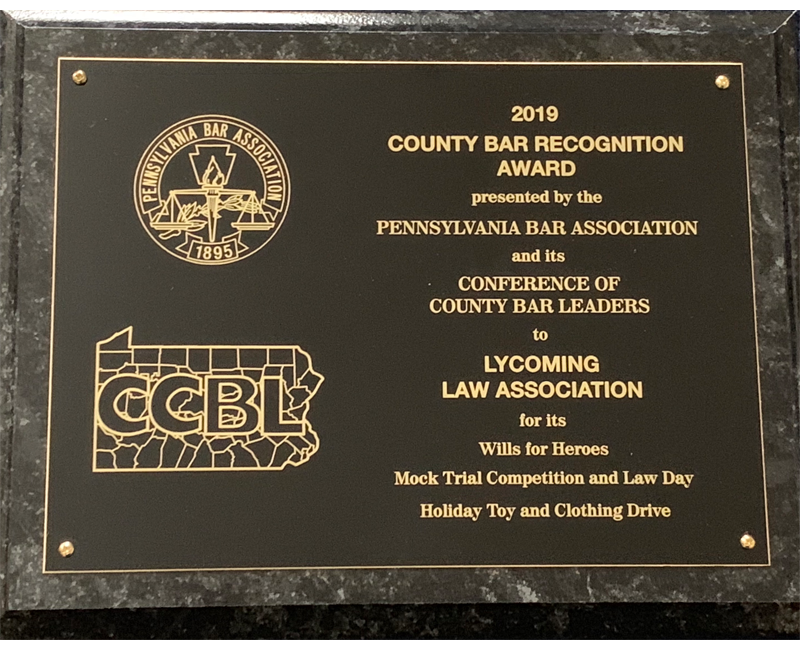 PENNSYLVANIA BAR ASSOCIATION
1895
CCBL
2019
COUNTY BAR RECOGNITION
AWARD
presented by the
PENNSYLVANIA BAR ASSOCIATION
and its
CONFERENCE OF
COUNTY BAR LEADERS
to
LYCOMING
LAW ASSOCIATION
for its
Wills for Heroes
Mock Trial Competition and Law Day
Holiday Toy and Clothing Drive